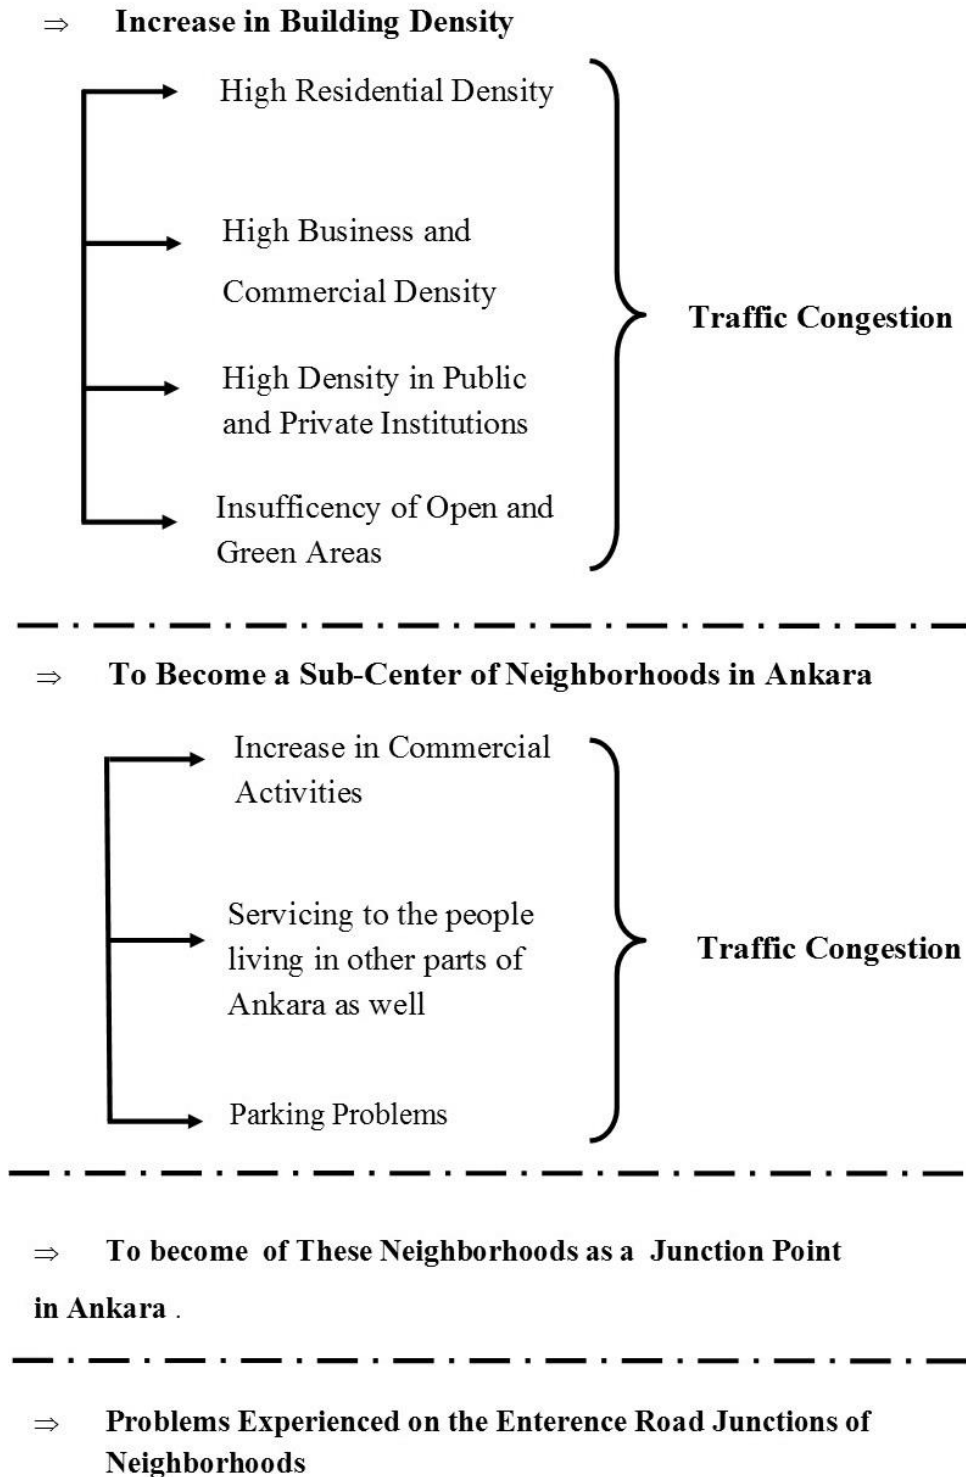 ⇒ Increase in Building Density
High Residential Density
High Business and
Commercial Density
Traffic Congestion
High Density in Public
and Private Institutions
Insufficency of Open and
Green Areas
⇒ To Become a Sub-Center of Neighborhoods in Ankara
Increase in Commercial
Activities
Servicing to the people
living in other parts of
Ankara as well
Traffic Congestion
Parking Problems
⇒ To become of These Neighborhoods as a Junction Point
in Ankara .
⇒ Problems Experienced on the Enterence Road Junctions of
Neighborhoods